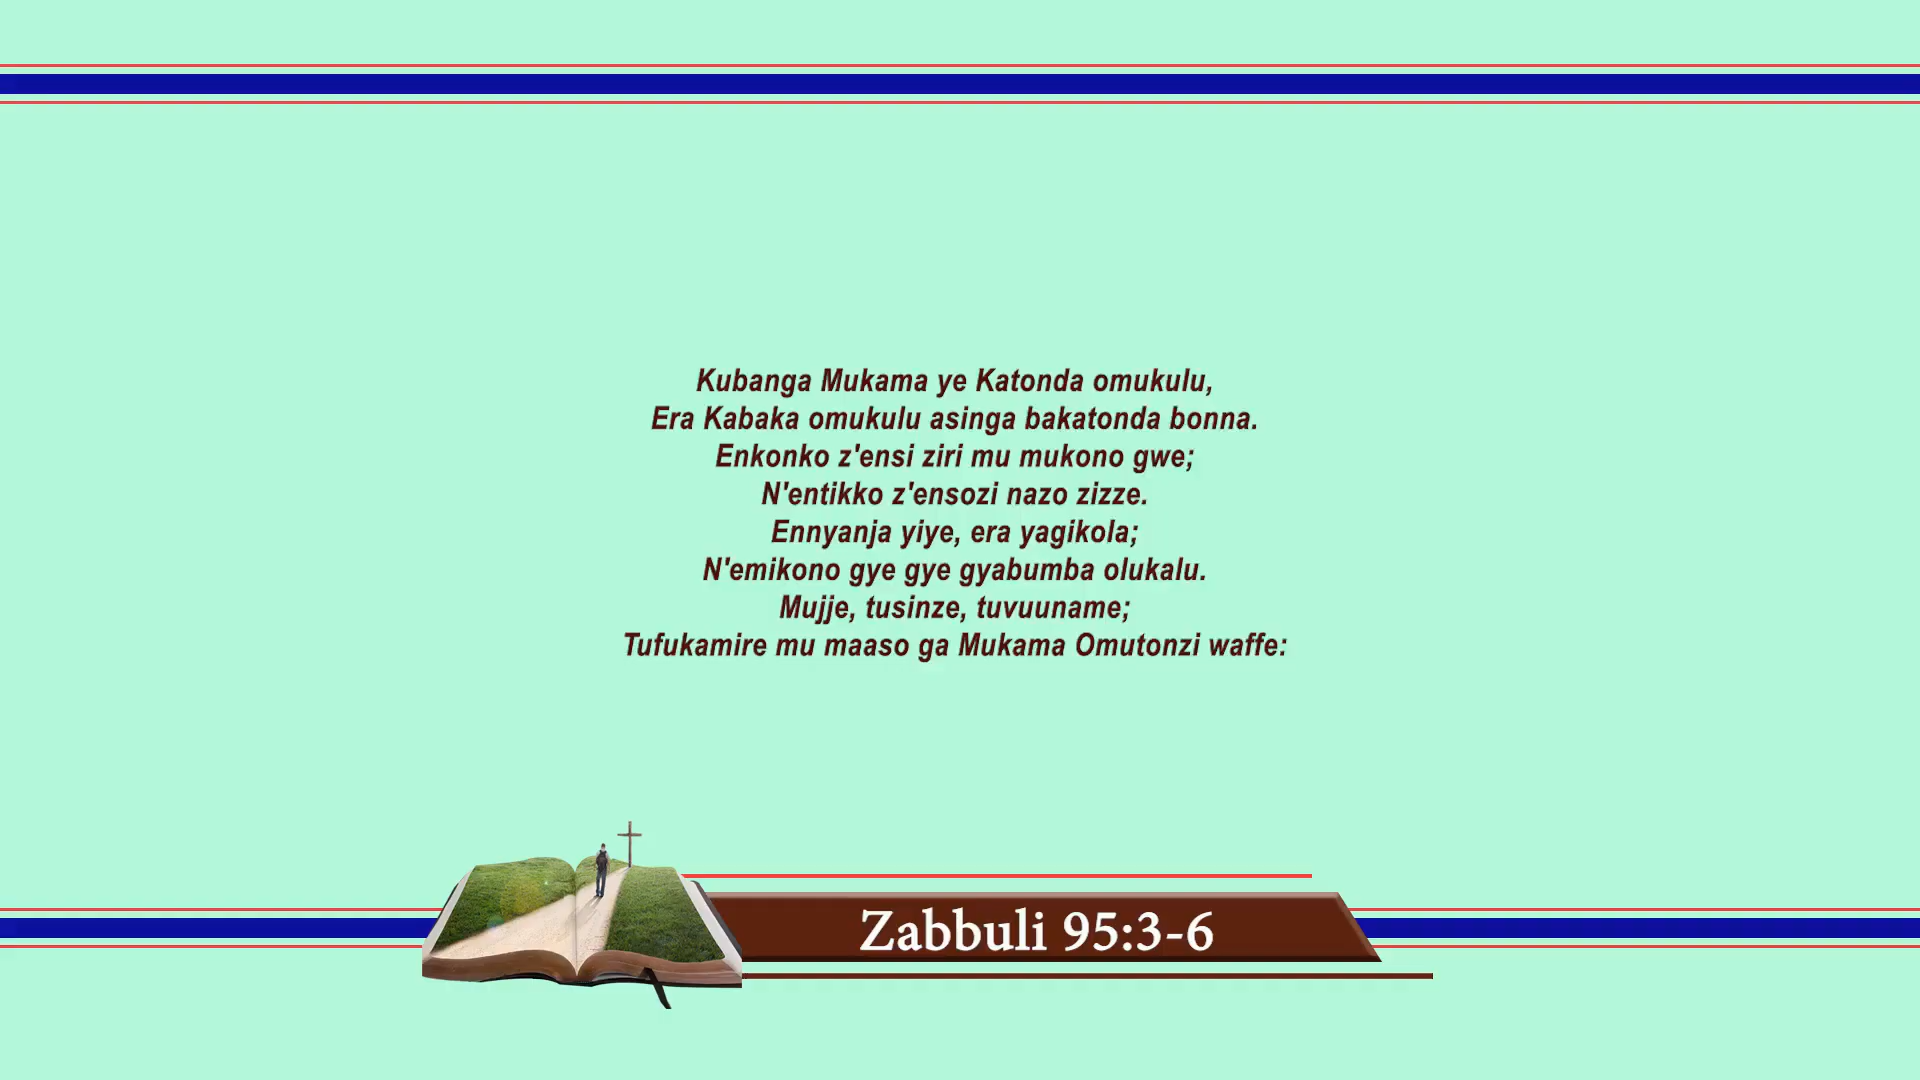 Kubanga Mukama ye Katonda omukulu,
Era Kabaka omukulu asinga bakatonda bonna.
Enkonko z'ensi ziri mu mukono gwe;
N'entikko z'ensozi nazo zizze.
Ennyanja yiye, era yagikola;
N'emikono gye gye gyabumba olukalu.
Mujje, tusinze, tuvuuname;
Tufukamire mu maaso ga Mukama Omutonzi waffe:
Zabbuli 95:3-6